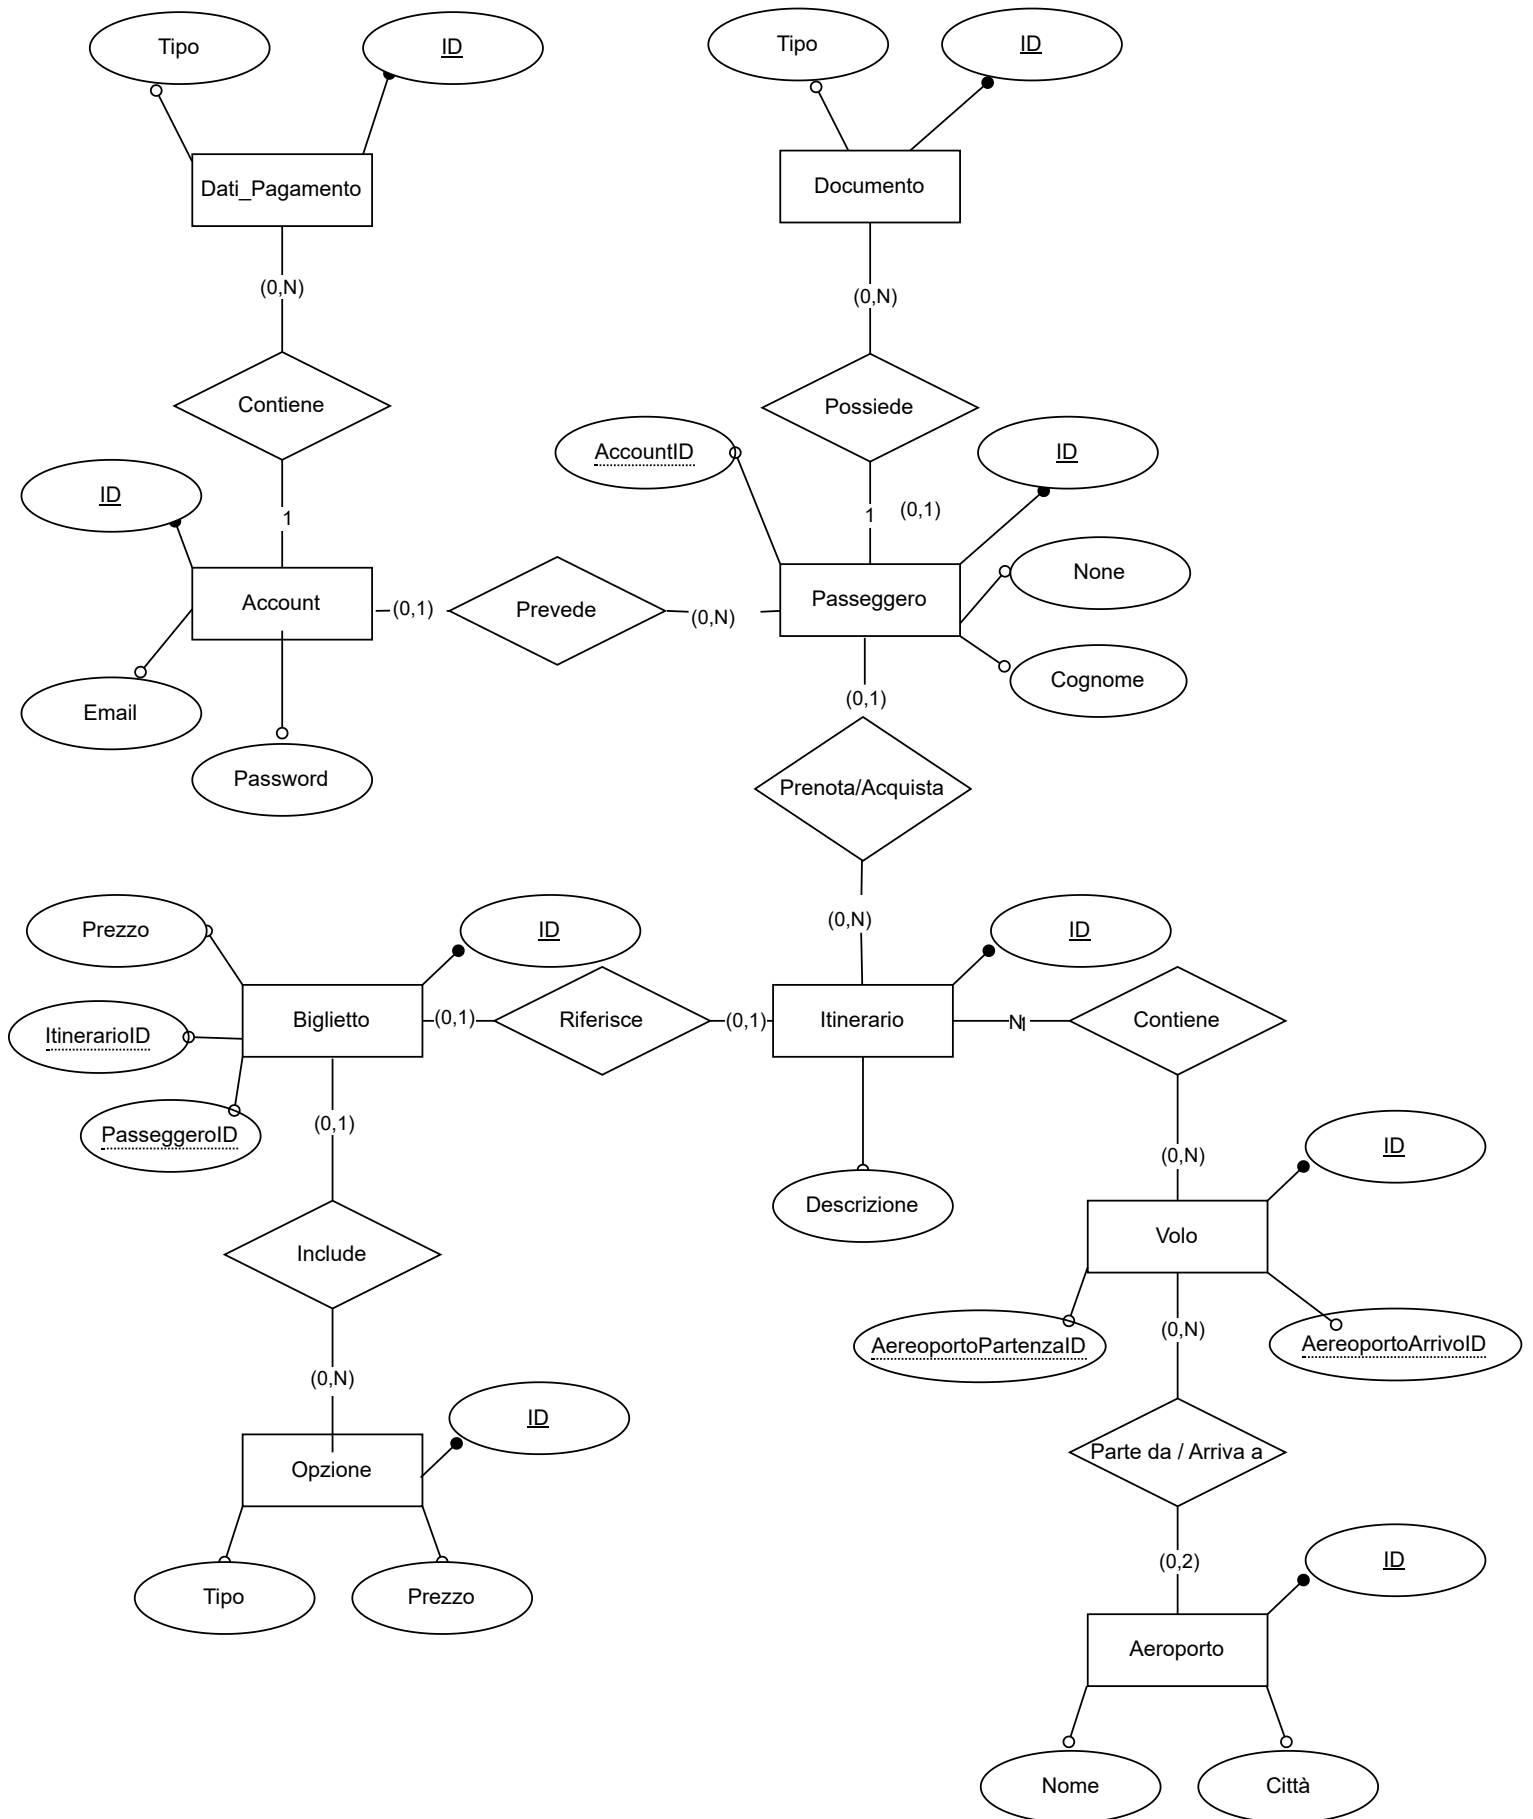 Tipo
ID
Tipo
ID
Dati_Pagamento
Documento
(0,N)
(0,N)
Contiene
Possiede
AccountID
ID
ID
1
1
(0,1)
None
Account
(0,1)
Prevede
(0,N)
Passeggero
Cognome
Email
(0,1)
Password
Prenota/Acquista
(0,N)
Prezzo
ID
ID
Biglietto
(0,1)
Riferisce
(0,1)
Itinerario
N
Contiene
ItinerarioID
PasseggeroID
(0,1)
(0,N)
ID
Descrizione
Volo
Include
(0,N)
AereoportoPartenzaID
AereoportoArrivoID
(0,N)
ID
Parte da / Arriva a
Opzione
(0,2)
ID
Tipo
Prezzo
Aeroporto
Nome
Città